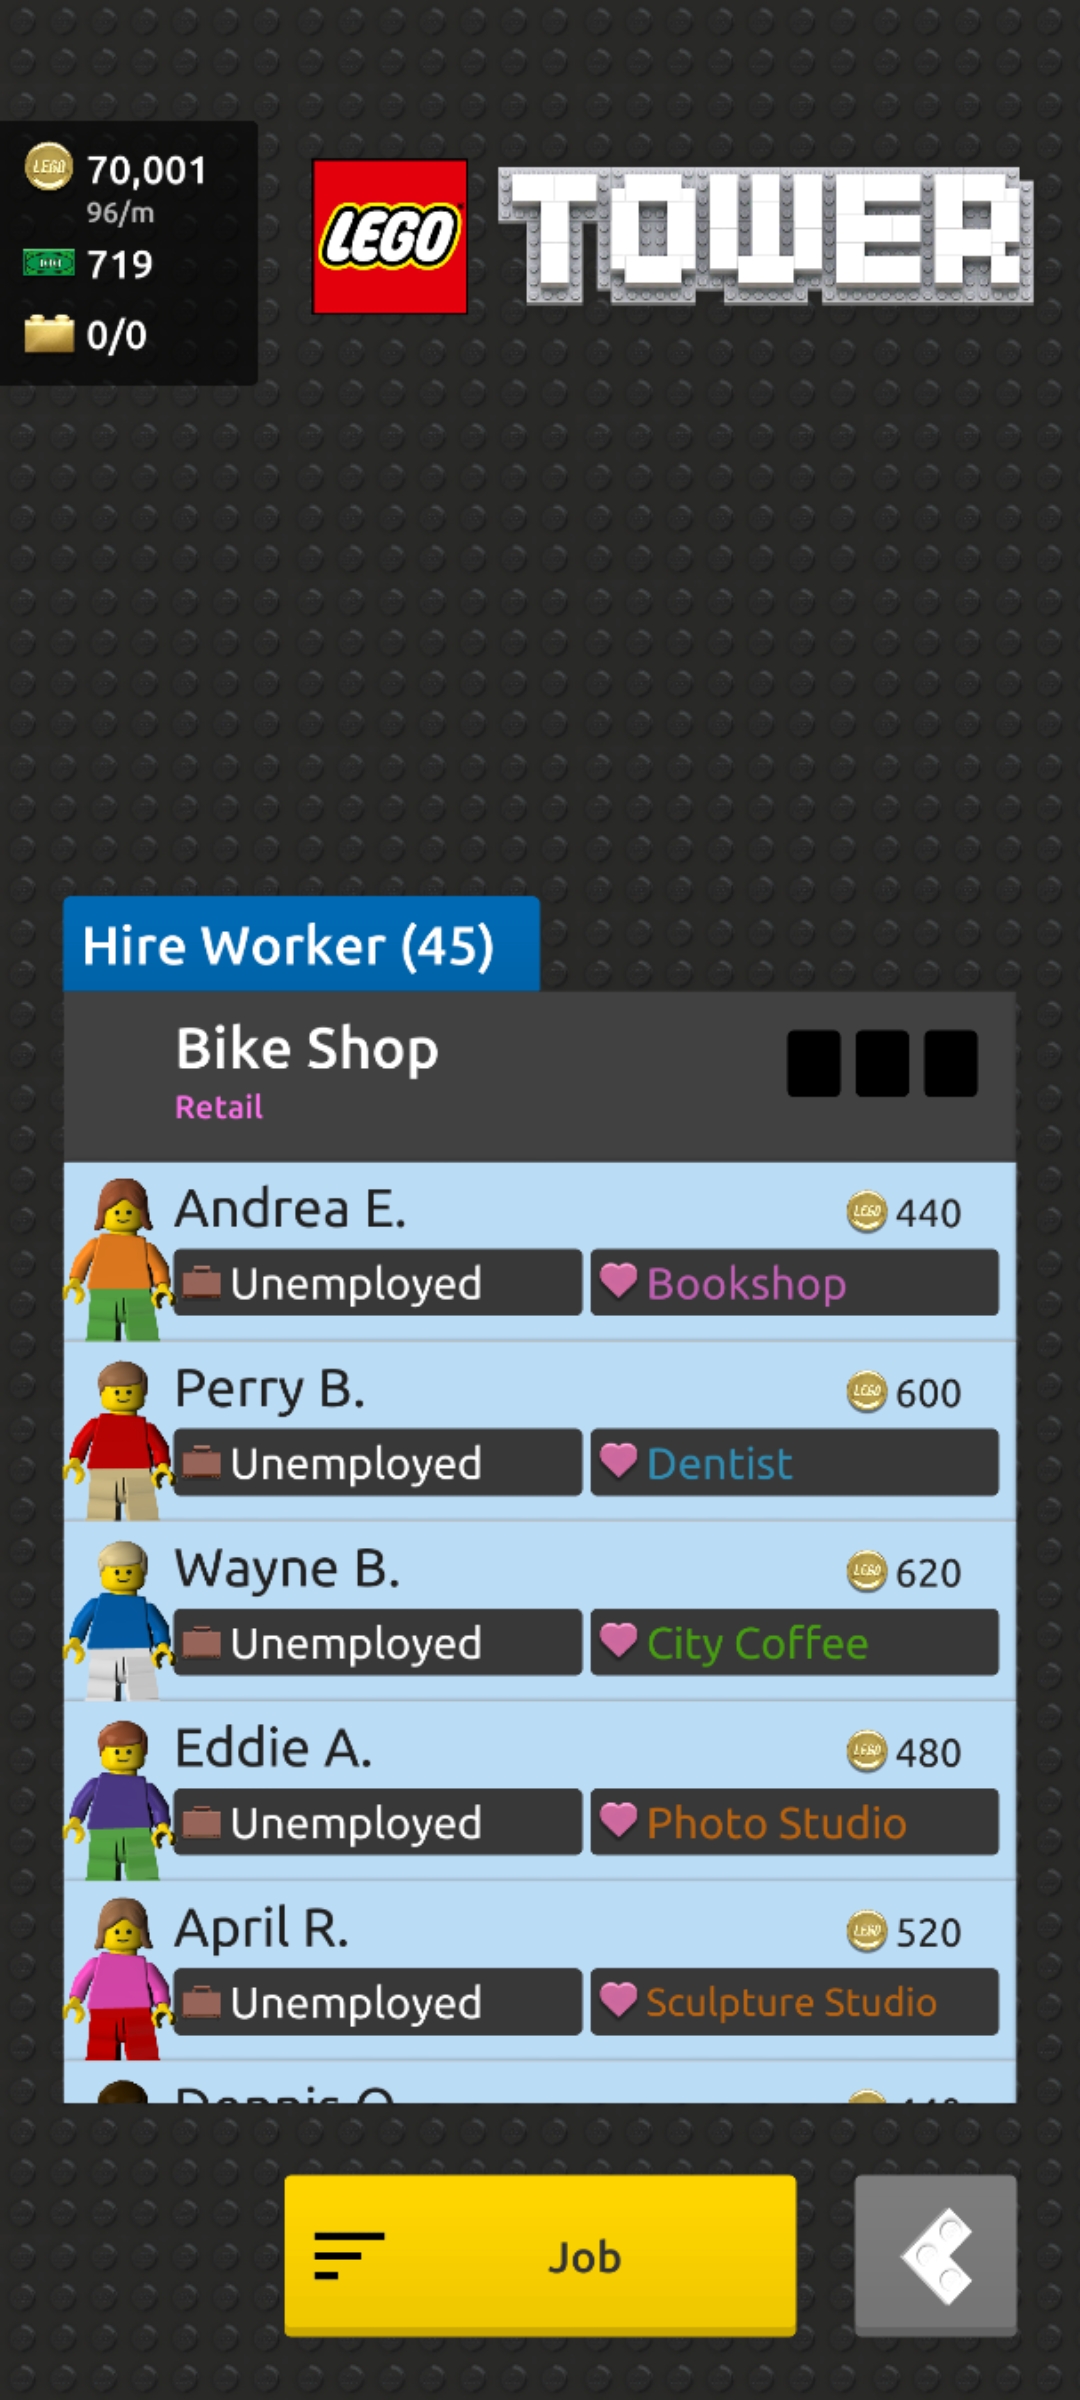 70,001
96/m
719
0/0
LEGO TOWER
Hire Worker (45)
Bike Shop
Retail
Andrea E. 440
Unemployed Bookshop
Perry B. 600
Unemployed Dentist
Wayne B. 620
Unemployed City Coffee
Eddie A. 480
Unemployed Photo Studio
April R. 520
Unemployed Sculpture Studio
Job